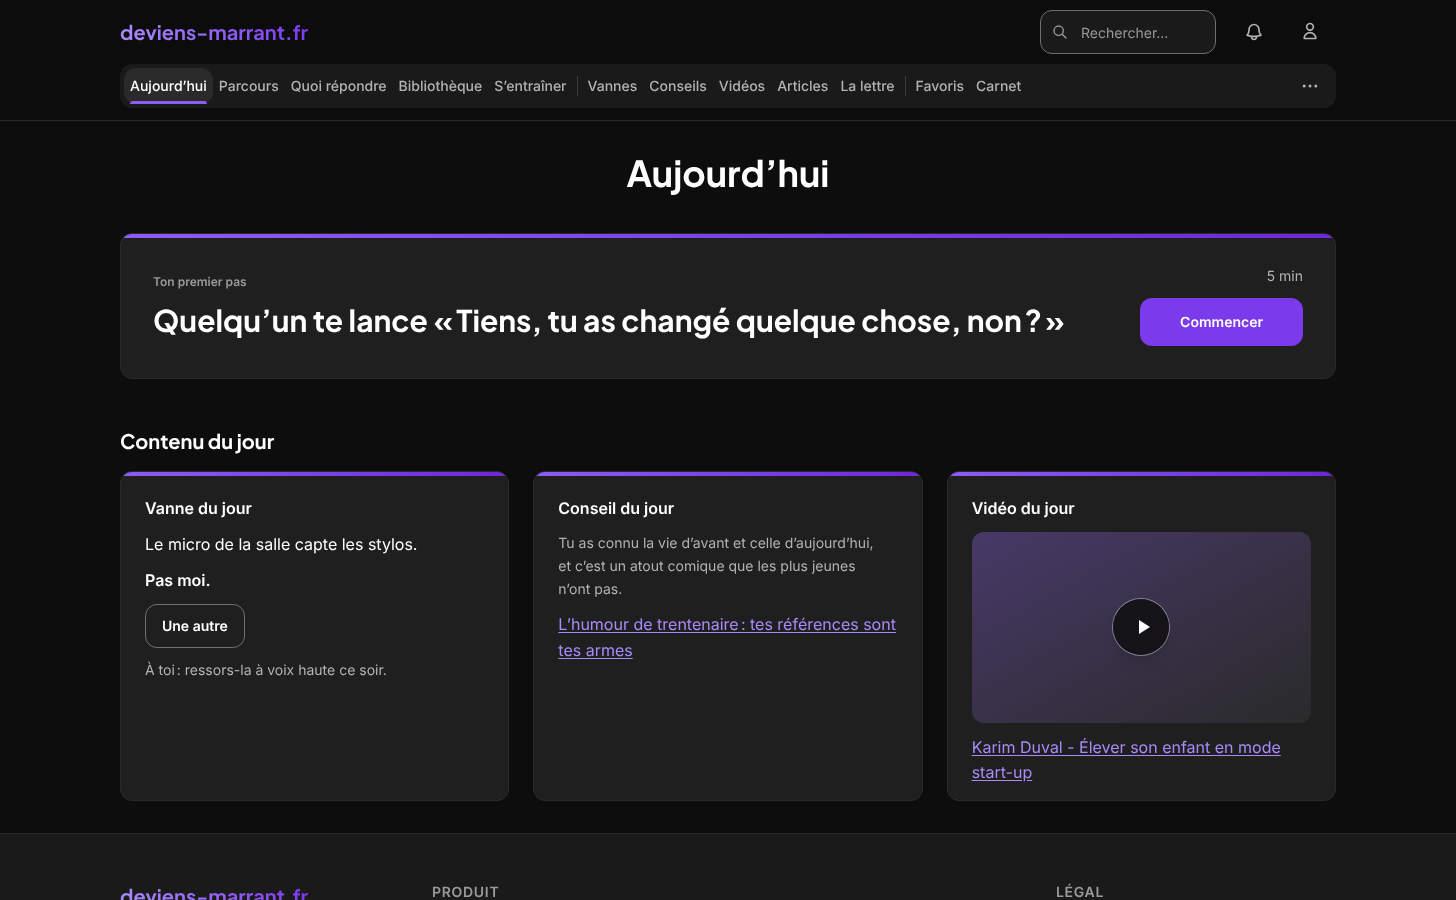 deviens-marrant.fr
Rechercher...
Aujourd’hui Parcours Quoi répondre Bibliothèque S’entraîner Vannes Conseils Vidéos Articles La lettre Favoris Carnet
Aujourd’hui
Ton premier pas
5 min
Quelqu’un te lance « Tiens, tu as changé quelque chose, non ? »
Commencer
Contenu du jour
Vanne du jour
Le micro de la salle capte les stylos.
Pas moi.
Une autre
À toi : ressors-la à voix haute ce soir.
Conseil du jour
Tu as connu la vie d’avant et celle d’aujourd’hui,
et c’est un atout comique que les plus jeunes
n’ont pas.
L’humour de trentenaire : tes références sont
tes armes
Vidéo du jour
Karim Duval - Élever son enfant en mode
start-up
deviens-marrant.fr
PRODUIT
LÉGAL